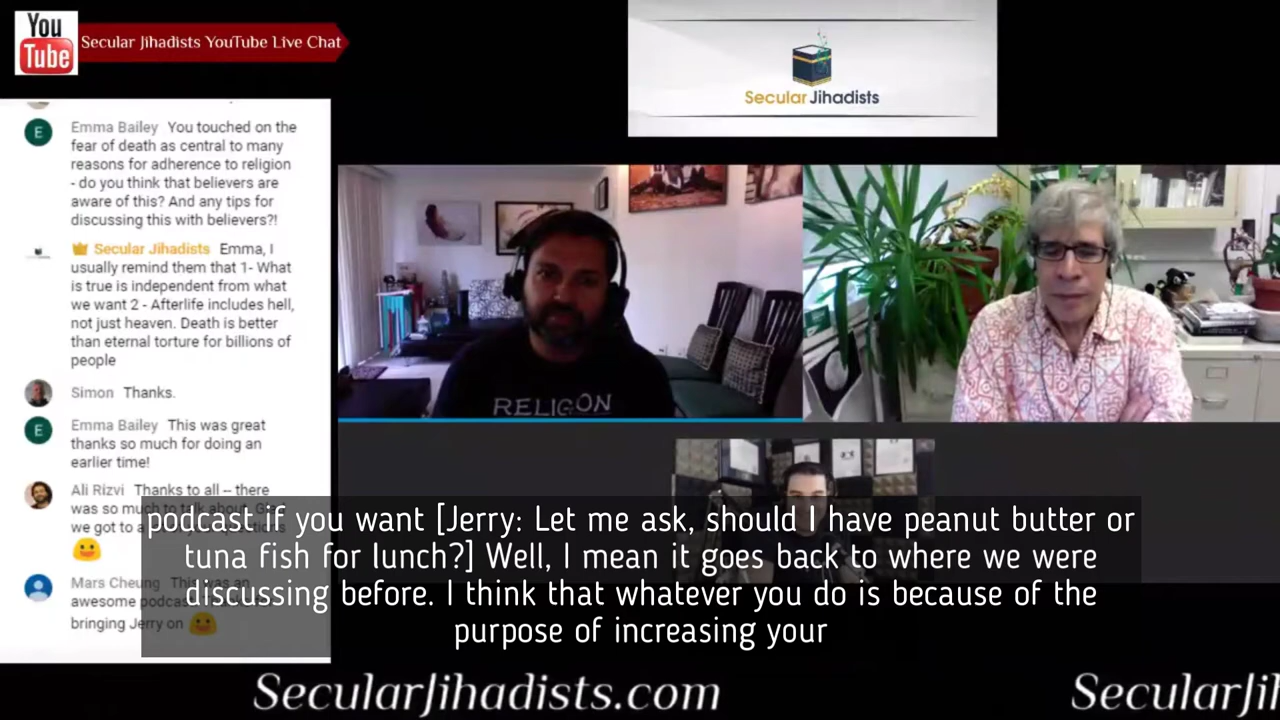 You
Tube
Secular Jihadists YouTube Live Chat
Secular Jihadists
Emma Bailey You touched on the
fear of death as central to many
reasons for adherence to religion
- do you think that believers are
aware of this? And any tips for
discussing this with believers?!
Secular Jihadists Emma, I
usually remind them that 1- What
is true is independent from what
we want 2 - Afterlife includes hell,
not just heaven. Death is better
than eternal torture for billions of
people
Simon Thanks.
Emma Bailey This was great
thanks so much for doing an
earlier time!
Ali Rizvi Thanks to all -- there
was so much to talk about. Glad
we got to a
Mars Cheung This was an
awesome podcast
bringing Jerry on
RELIGION
podcast if you want [Jerry: Let me ask, should I have peanut butter or
tuna fish for lunch?] Well, I mean it goes back to where we were
discussing before. I think that whatever you do is because of the
purpose of increasing your
SecularJihadists.com
SecularJi